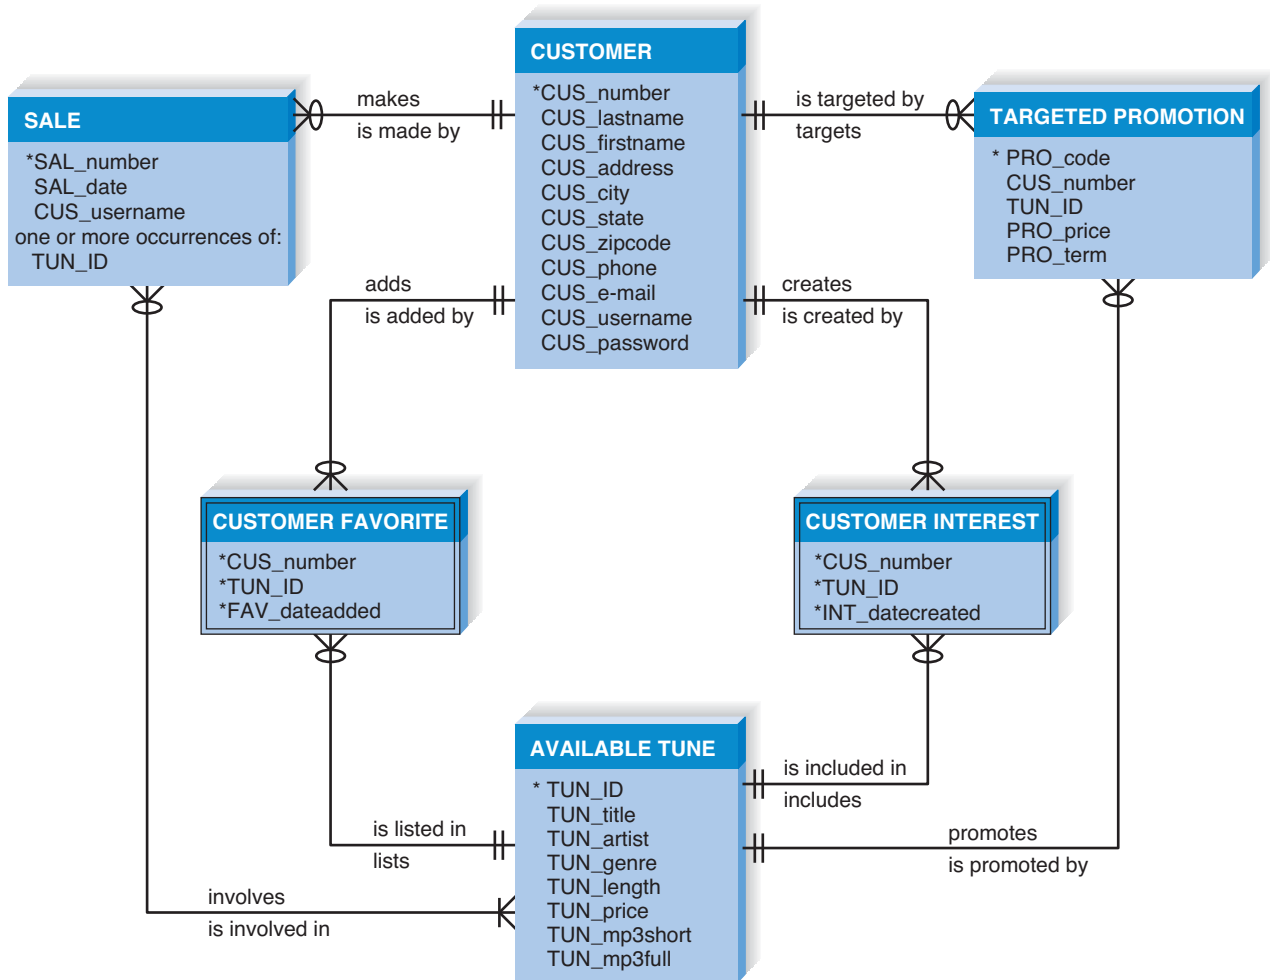 CUSTOMER
*CUS_number
CUS_lastname
CUS_firstname
CUS_address
CUS_city
CUS_state
CUS_zipcode
CUS_phone
CUS_e-mail
CUS_username
CUS_password
SALE
*SAL_number
SAL_date
CUS_username
one or more occurrences of:
TUN_ID
makes
is made by
is targeted by
targets
TARGETED PROMOTION
* PRO_code
CUS_number
TUN_ID
PRO_price
PRO_term
adds
is added by
creates
is created by
CUSTOMER FAVORITE
*CUS_number
*TUN_ID
*FAV_dateadded
CUSTOMER INTEREST
*CUS_number
*TUN_ID
*INT_datecreated
AVAILABLE TUNE
* TUN_ID
TUN_title
TUN_artist
TUN_genre
TUN_length
TUN_price
TUN_mp3short
TUN_mp3full
is included in
includes
is listed in
lists
promotes
is promoted by
involves
is involved in